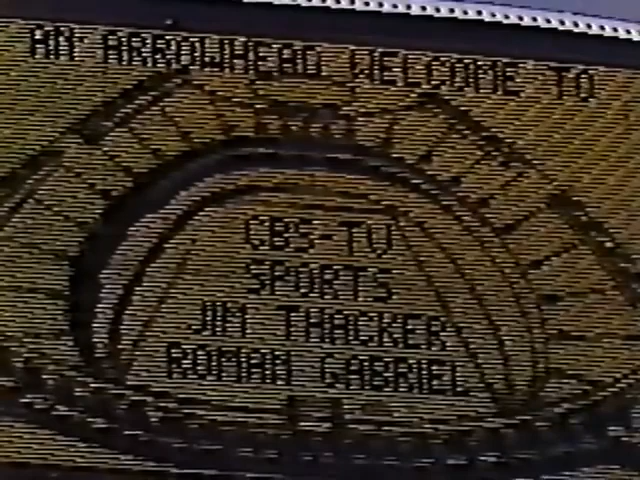 AN ARROWHEAD WELCOME TO
CBS-TV
SPORTS
JIM THACKER
ROMAN GABRIEL